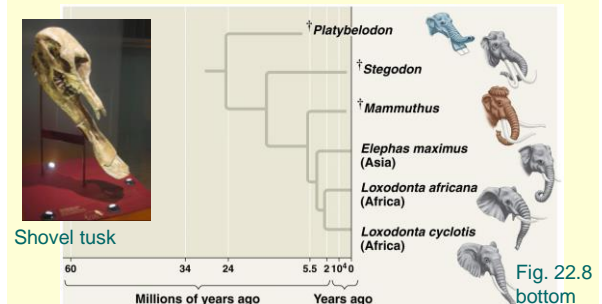 †Platybelodon
†Stegodon
†Mammuthus
Elephas maximus
(Asia)
Loxodonta africana
(Africa)
Loxodonta cyclotis
(Africa)
Shovel tusk
60 34 24 5.5 2 10⁴ 0
Millions of years ago Years ago
Fig. 22.8
bottom